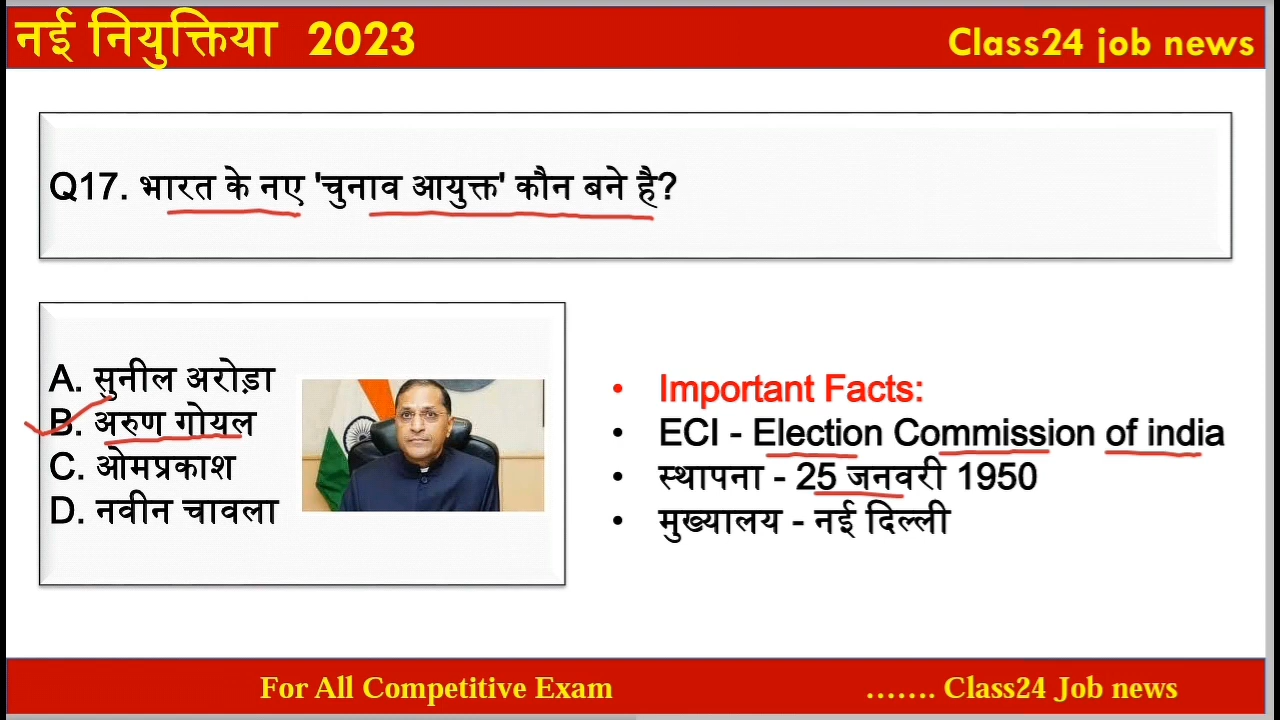 नई नियुक्तिया 2023
Class24 job news
Q17. भारत के नए 'चुनाव आयुक्त' कौन बने है?
A. सुनील अरोड़ा
B. अरुण गोयल
C. ओमप्रकाश
D. नवीन चावला
• Important Facts:
• ECI - Election Commission of india
• स्थापना - 25 जनवरी 1950
• मुख्यालय - नई दिल्ली
For All Competitive Exam
....... Class24 Job news